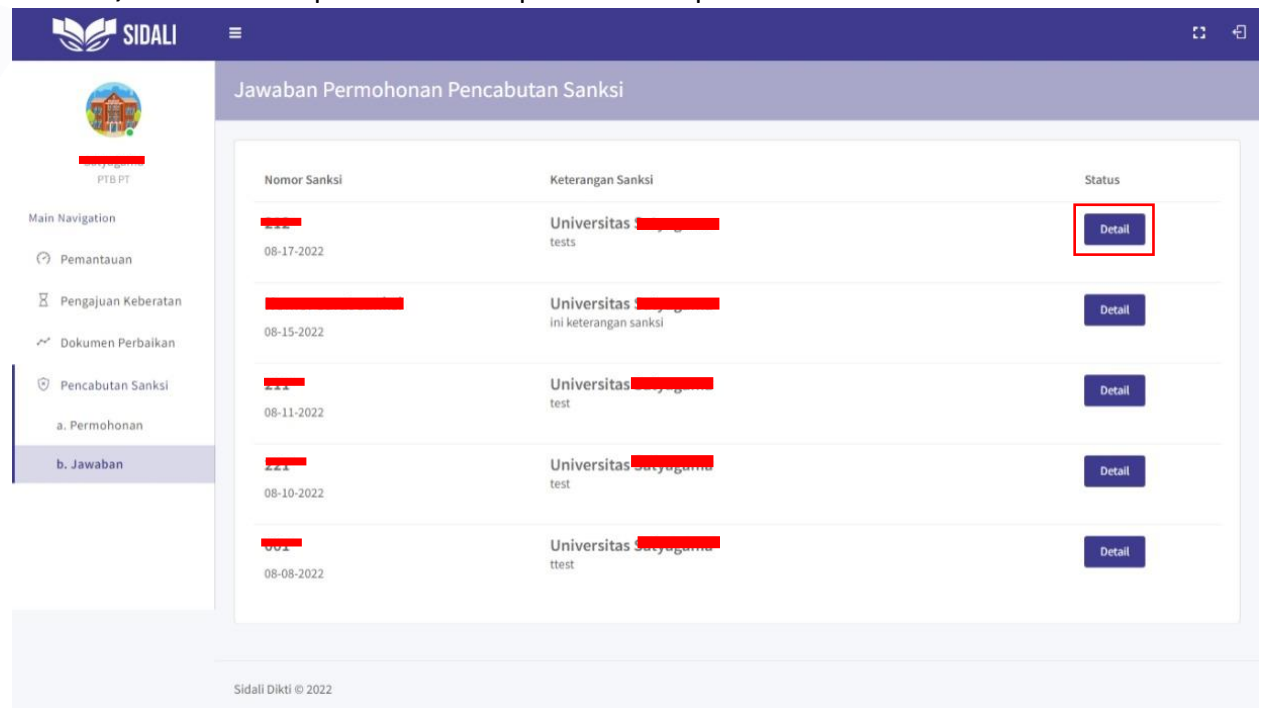 SIDALI
Jawaban Permohonan Pencabutan Sanksi
PTB PT
Main Navigation
Pemantauan
Pengajuan Keberatan
Dokumen Perbaikan
Pencabutan Sanksi
a. Permohonan
b. Jawaban
Nomor Sanksi Keterangan Sanksi Status
Universitas
tests
08-17-2022
Detail
Universitas
ini keterangan sanksi
08-15-2022
Detail
Universitas
test
08-11-2022
Detail
Universitas
test
08-10-2022
Detail
Universitas
ttest
08-08-2022
Detail
Sidali Dikti © 2022